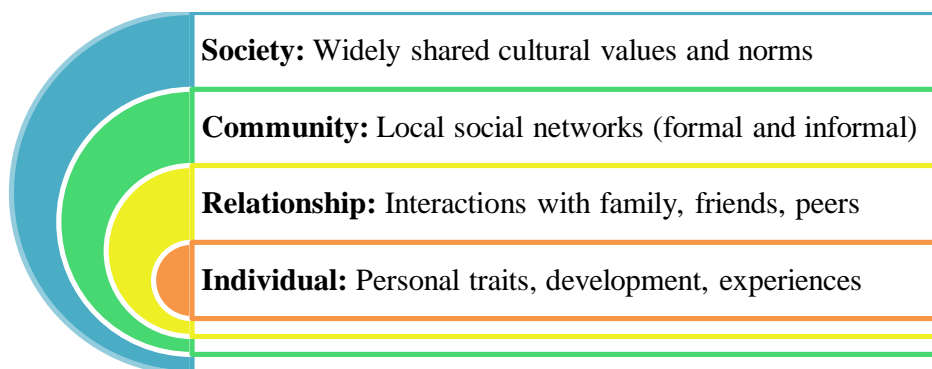 Society: Widely shared cultural values and norms
Community: Local social networks (formal and informal)
Relationship: Interactions with family, friends, peers
Individual: Personal traits, development, experiences